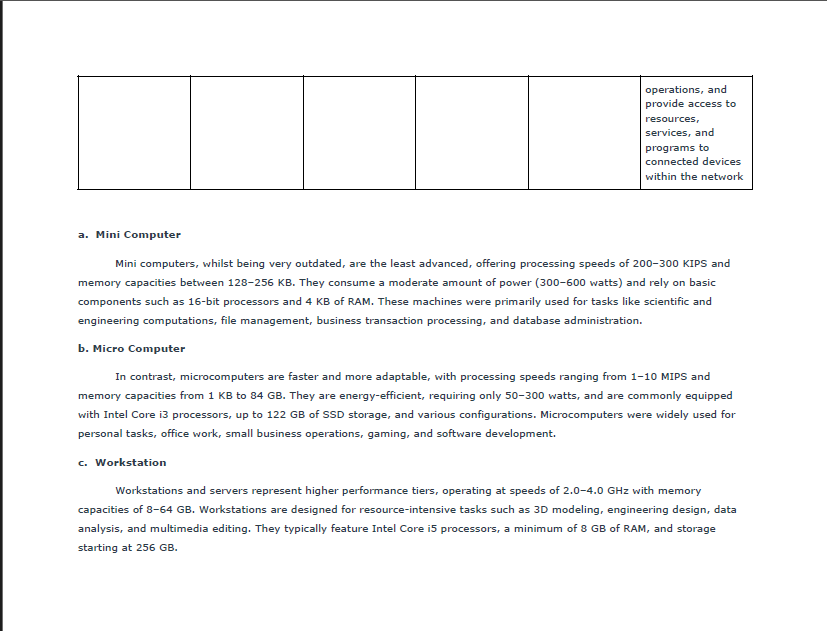 operations, and
provide access to
resources,
services, and
programs to
connected devices
within the network
a. Mini Computer
Mini computers, whilst being very outdated, are the least advanced, offering processing speeds of 200–300 KIPS and
memory capacities between 128–256 KB. They consume a moderate amount of power (300–600 watts) and rely on basic
components such as 16-bit processors and 4 KB of RAM. These machines were primarily used for tasks like scientific and
engineering computations, file management, business transaction processing, and database administration.
b. Micro Computer
In contrast, microcomputers are faster and more adaptable, with processing speeds ranging from 1–10 MIPS and
memory capacities from 1 KB to 84 GB. They are energy-efficient, requiring only 50–300 watts, and are commonly equipped
with Intel Core i3 processors, up to 122 GB of SSD storage, and various configurations. Microcomputers were widely used for
personal tasks, office work, small business operations, gaming, and software development.
c. Workstation
Workstations and servers represent higher performance tiers, operating at speeds of 2.0–4.0 GHz with memory
capacities of 8–64 GB. Workstations are designed for resource-intensive tasks such as 3D modeling, engineering design, data
analysis, and multimedia editing. They typically feature Intel Core i5 processors, a minimum of 8 GB of RAM, and storage
starting at 256 GB.